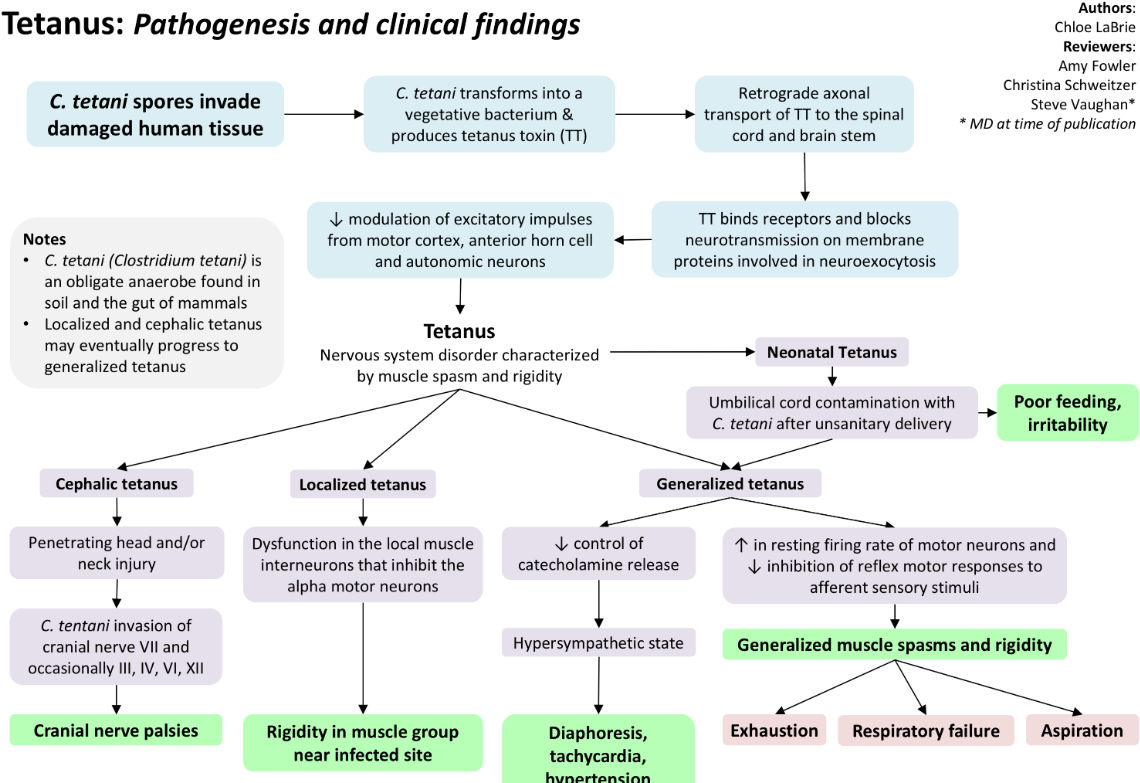 Tetanus: Pathogenesis and clinical findings
Authors:
Chloe LaBrie
Reviewers:
Amy Fowler
Christina Schweitzer
Steve Vaughan*
* MD at time of publication
C. tetani spores invade
damaged human tissue
C. tetani transforms into a
vegetative bacterium &
produces tetanus toxin (TT)
Retrograde axonal
transport of TT to the spinal
cord and brain stem
TT binds receptors and blocks
neurotransmission on membrane
proteins involved in neuroexocytosis
↓ modulation of excitatory impulses
from motor cortex, anterior horn cell
and autonomic neurons
Notes
• C. tetani (Clostridium tetani) is
an obligate anaerobe found in
soil and the gut of mammals
• Localized and cephalic tetanus
may eventually progress to
generalized tetanus
Tetanus
Nervous system disorder characterized
by muscle spasm and rigidity
Neonatal Tetanus
Umbilical cord contamination with
C. tetani after unsanitary delivery
Poor feeding,
irritability
Cephalic tetanus
Penetrating head and/or
neck injury
C. tentani invasion of
cranial nerve VII and
occasionally III, IV, VI, XII
Cranial nerve palsies
Localized tetanus
Dysfunction in the local muscle
interneurons that inhibit the
alpha motor neurons
Rigidity in muscle group
near infected site
Generalized tetanus
↓ control of
catecholamine release
Hypersympathetic state
Diaphoresis,
tachycardia,
hypertension
↑ in resting firing rate of motor neurons and
↓ inhibition of reflex motor responses to
afferent sensory stimuli
Generalized muscle spasms and rigidity
Exhaustion
Respiratory failure
Aspiration